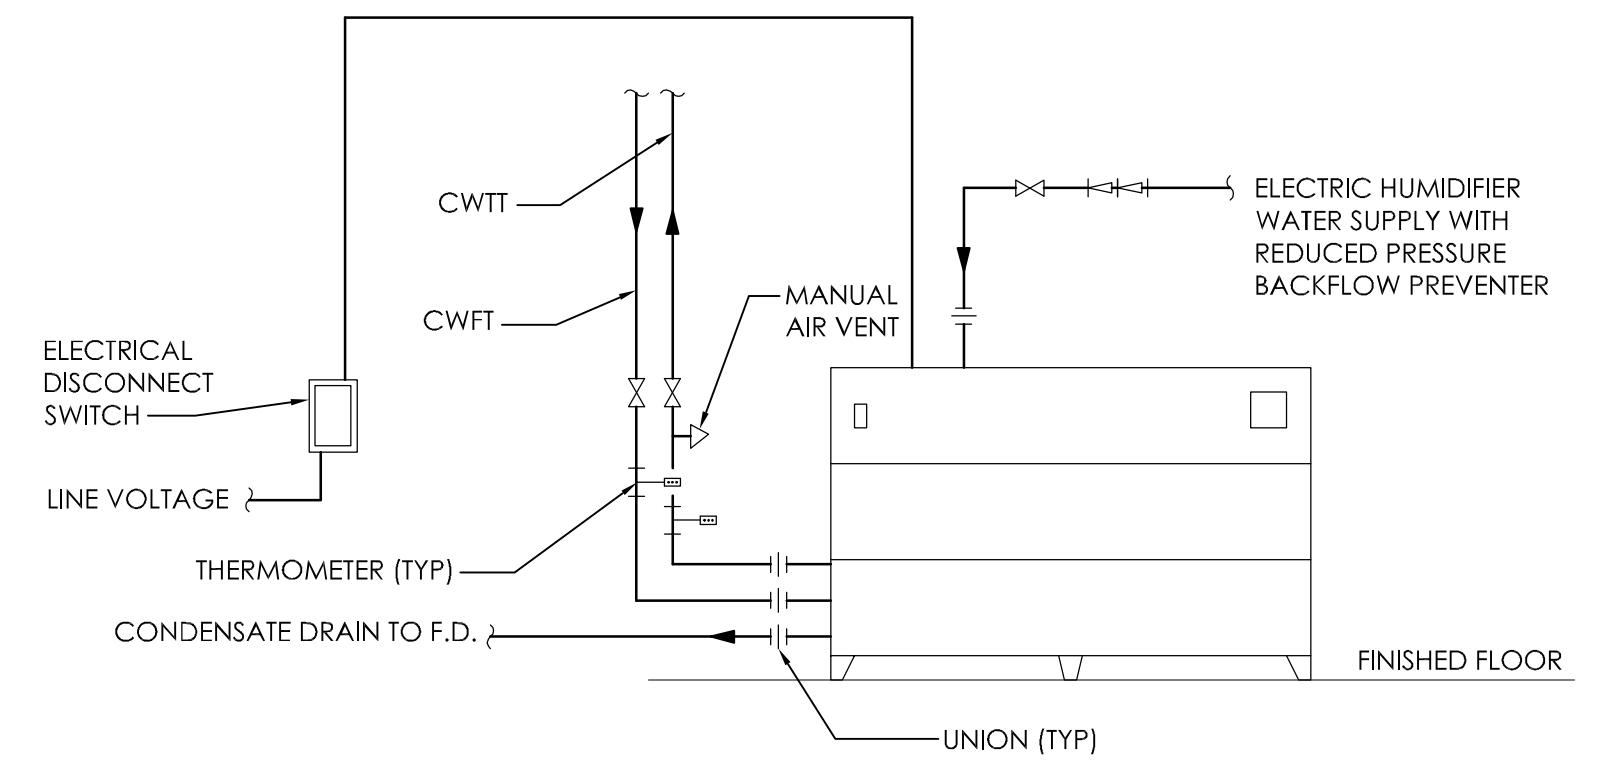 ELECTRIC HUMIDIFIER
WATER SUPPLY WITH
REDUCED PRESSURE
BACKFLOW PREVENTER
CWTT
CWFT
MANUAL
AIR VENT
ELECTRICAL
DISCONNECT
SWITCH
LINE VOLTAGE
THERMOMETER (TYP)
CONDENSATE DRAIN TO F.D.
FINISHED FLOOR
UNION (TYP)